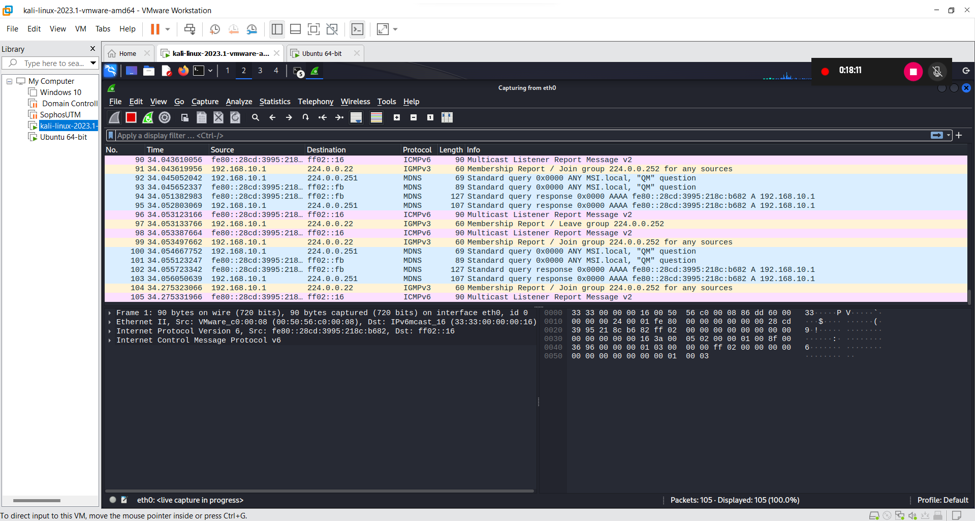 kali-linux-2023.1-vmware-amd64 - VMware Workstation
File Edit View VM Tabs Help
Library X
Type here to sea...
My Computer
Windows 10
Domain Controll
SophosUTM
kali-linux-2023.1-
Ubuntu 64-bit
Home kali-linux-2023.1-vmware-a... Ubuntu 64-bit
1 2 3 4 5
0:18:11
Capturing from eth0
File Edit View Go Capture Analyze Statistics Telephony Wireless Tools Help
Apply a display filter ... <Ctrl-/>
No. Time Source Destination Protocol Length Info
90 34.043610056 fe80::28cd:3995:218… ff02::16 ICMPv6 90 Multicast Listener Report Message v2
91 34.043619956 192.168.10.1 224.0.0.22 IGMPv3 60 Membership Report / Join group 224.0.0.252 for any sources
92 34.045052042 192.168.10.1 224.0.0.251 MDNS 69 Standard query 0x0000 ANY MSI.local, "QM" question
93 34.045652337 fe80::28cd:3995:218… ff02::fb MDNS 89 Standard query 0x0000 ANY MSI.local, "QM" question
94 34.051382983 fe80::28cd:3995:218… ff02::fb MDNS 127 Standard query response 0x0000 AAAA fe80::28cd:3995:218c:b682 A 192.168.10.1
95 34.052803069 192.168.10.1 224.0.0.251 MDNS 107 Standard query response 0x0000 AAAA fe80::28cd:3995:218c:b682 A 192.168.10.1
96 34.053123166 fe80::28cd:3995:218… ff02::16 ICMPv6 90 Multicast Listener Report Message v2
97 34.053133766 192.168.10.1 224.0.0.22 IGMPv3 60 Membership Report / Leave group 224.0.0.252
98 34.053387664 fe80::28cd:3995:218… ff02::16 ICMPv6 90 Multicast Listener Report Message v2
99 34.053497662 192.168.10.1 224.0.0.22 IGMPv3 60 Membership Report / Join group 224.0.0.252 for any sources
100 34.054667752 192.168.10.1 224.0.0.251 MDNS 69 Standard query 0x0000 ANY MSI.local, "QM" question
101 34.055123247 fe80::28cd:3995:218… ff02::fb MDNS 89 Standard query 0x0000 ANY MSI.local, "QM" question
102 34.055723342 fe80::28cd:3995:218… ff02::fb MDNS 127 Standard query response 0x0000 AAAA fe80::28cd:3995:218c:b682 A 192.168.10.1
103 34.056050639 192.168.10.1 224.0.0.251 MDNS 107 Standard query response 0x0000 AAAA fe80::28cd:3995:218c:b682 A 192.168.10.1
104 34.275323066 192.168.10.1 224.0.0.22 IGMPv3 60 Membership Report / Join group 224.0.0.252 for any sources
105 34.275331966 fe80::28cd:3995:218… ff02::16 ICMPv6 90 Multicast Listener Report Message v2
Frame 1: 90 bytes on wire (720 bits), 90 bytes captured (720 bits) on interface eth0, id 0
Ethernet II, Src: VMware_c0:00:08 (00:50:56:c0:00:08), Dst: IPv6mcast_16 (33:33:00:00:00:16)
Internet Protocol Version 6, Src: fe80::28cd:3995:218c:b682, Dst: ff02::16
Internet Control Message Protocol v6
0000 33 33 00 00 00 16 00 50 56 c0 00 08 86 dd 60 00 33·····P V·····`·
0010 00 00 00 24 00 01 fe 80 00 00 00 00 00 00 28 cd ···$···· ······(·
0020 39 95 21 8c b6 82 ff 02 00 00 00 00 00 00 00 00 9·!····· ········
0030 00 00 00 00 00 16 3a 00 05 02 00 00 01 00 8f 00 ······:· ········
0040 36 96 00 00 00 01 03 00 00 00 ff 02 00 00 00 00 6······· ········
0050 00 00 00 00 00 00 00 01 00 03 ········ ··
eth0: <live capture in progress> Packets: 105 · Displayed: 105 (100.0%) Profile: Default
To direct input to this VM, move the mouse pointer inside or press Ctrl+G.